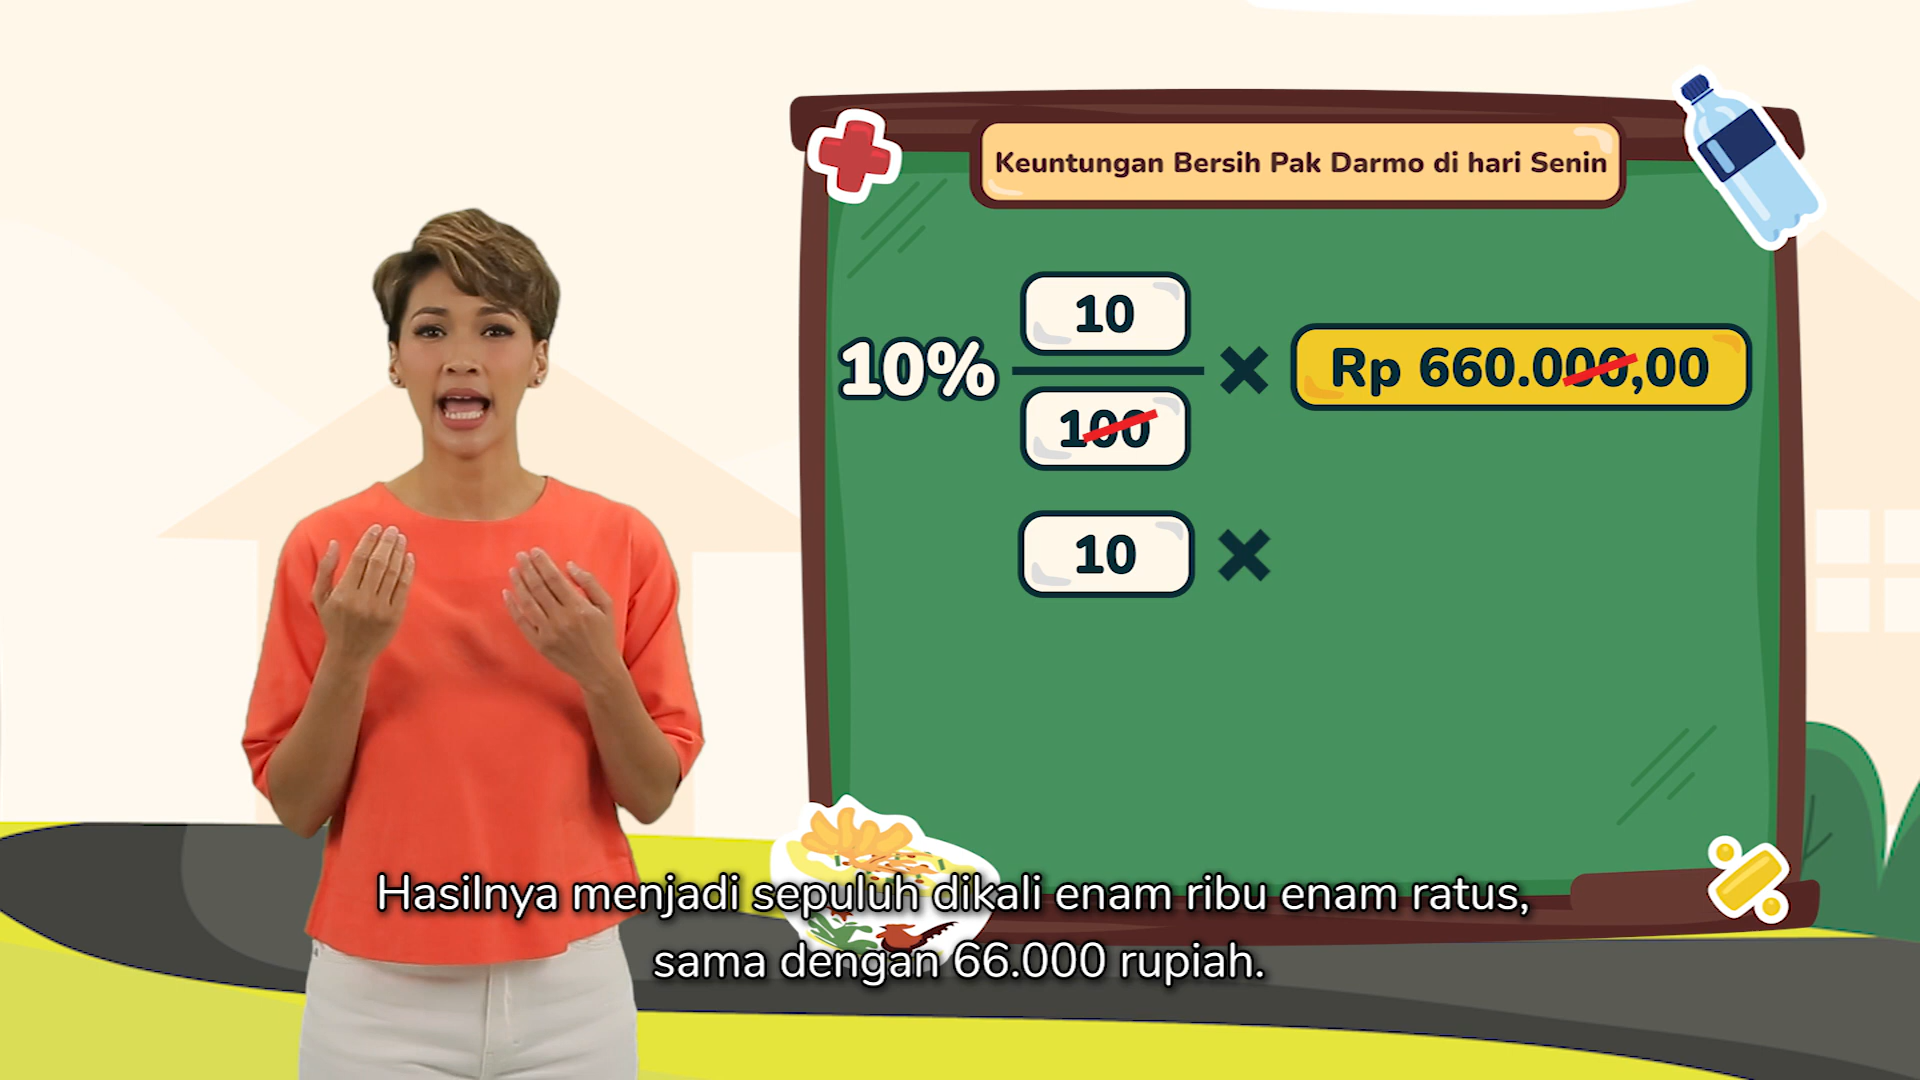 Keuntungan Bersih Pak Darmo di hari Senin
10
10% × Rp 660.000,00
100
10 ×
Hasilnya menjadi sepuluh dikali enam ribu enam ratus,
sama dengan 66.000 rupiah.